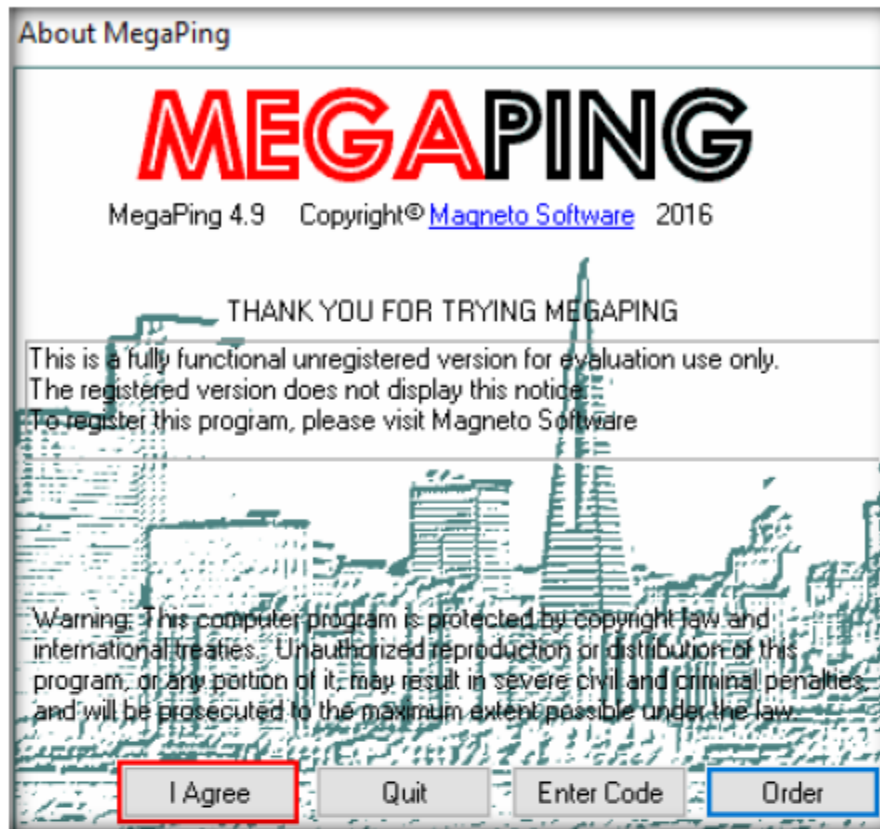 About MegaPing
MEGAPING
MegaPing 4.9 Copyright© Magneto Software 2016
THANK YOU FOR TRYING MEGAPING
This is a fully functional unregistered version for evaluation use only.
The registered version does not display this notice.
To register this program, please visit Magneto Software
Warning: This computer program is protected by copyright law and
international treaties. Unauthorized reproduction or distribution of this
program, or any portion of it, may result in severe civil and criminal penalties,
and will be prosecuted to the maximum extent possible under the law.
I Agree Quit Enter Code Order